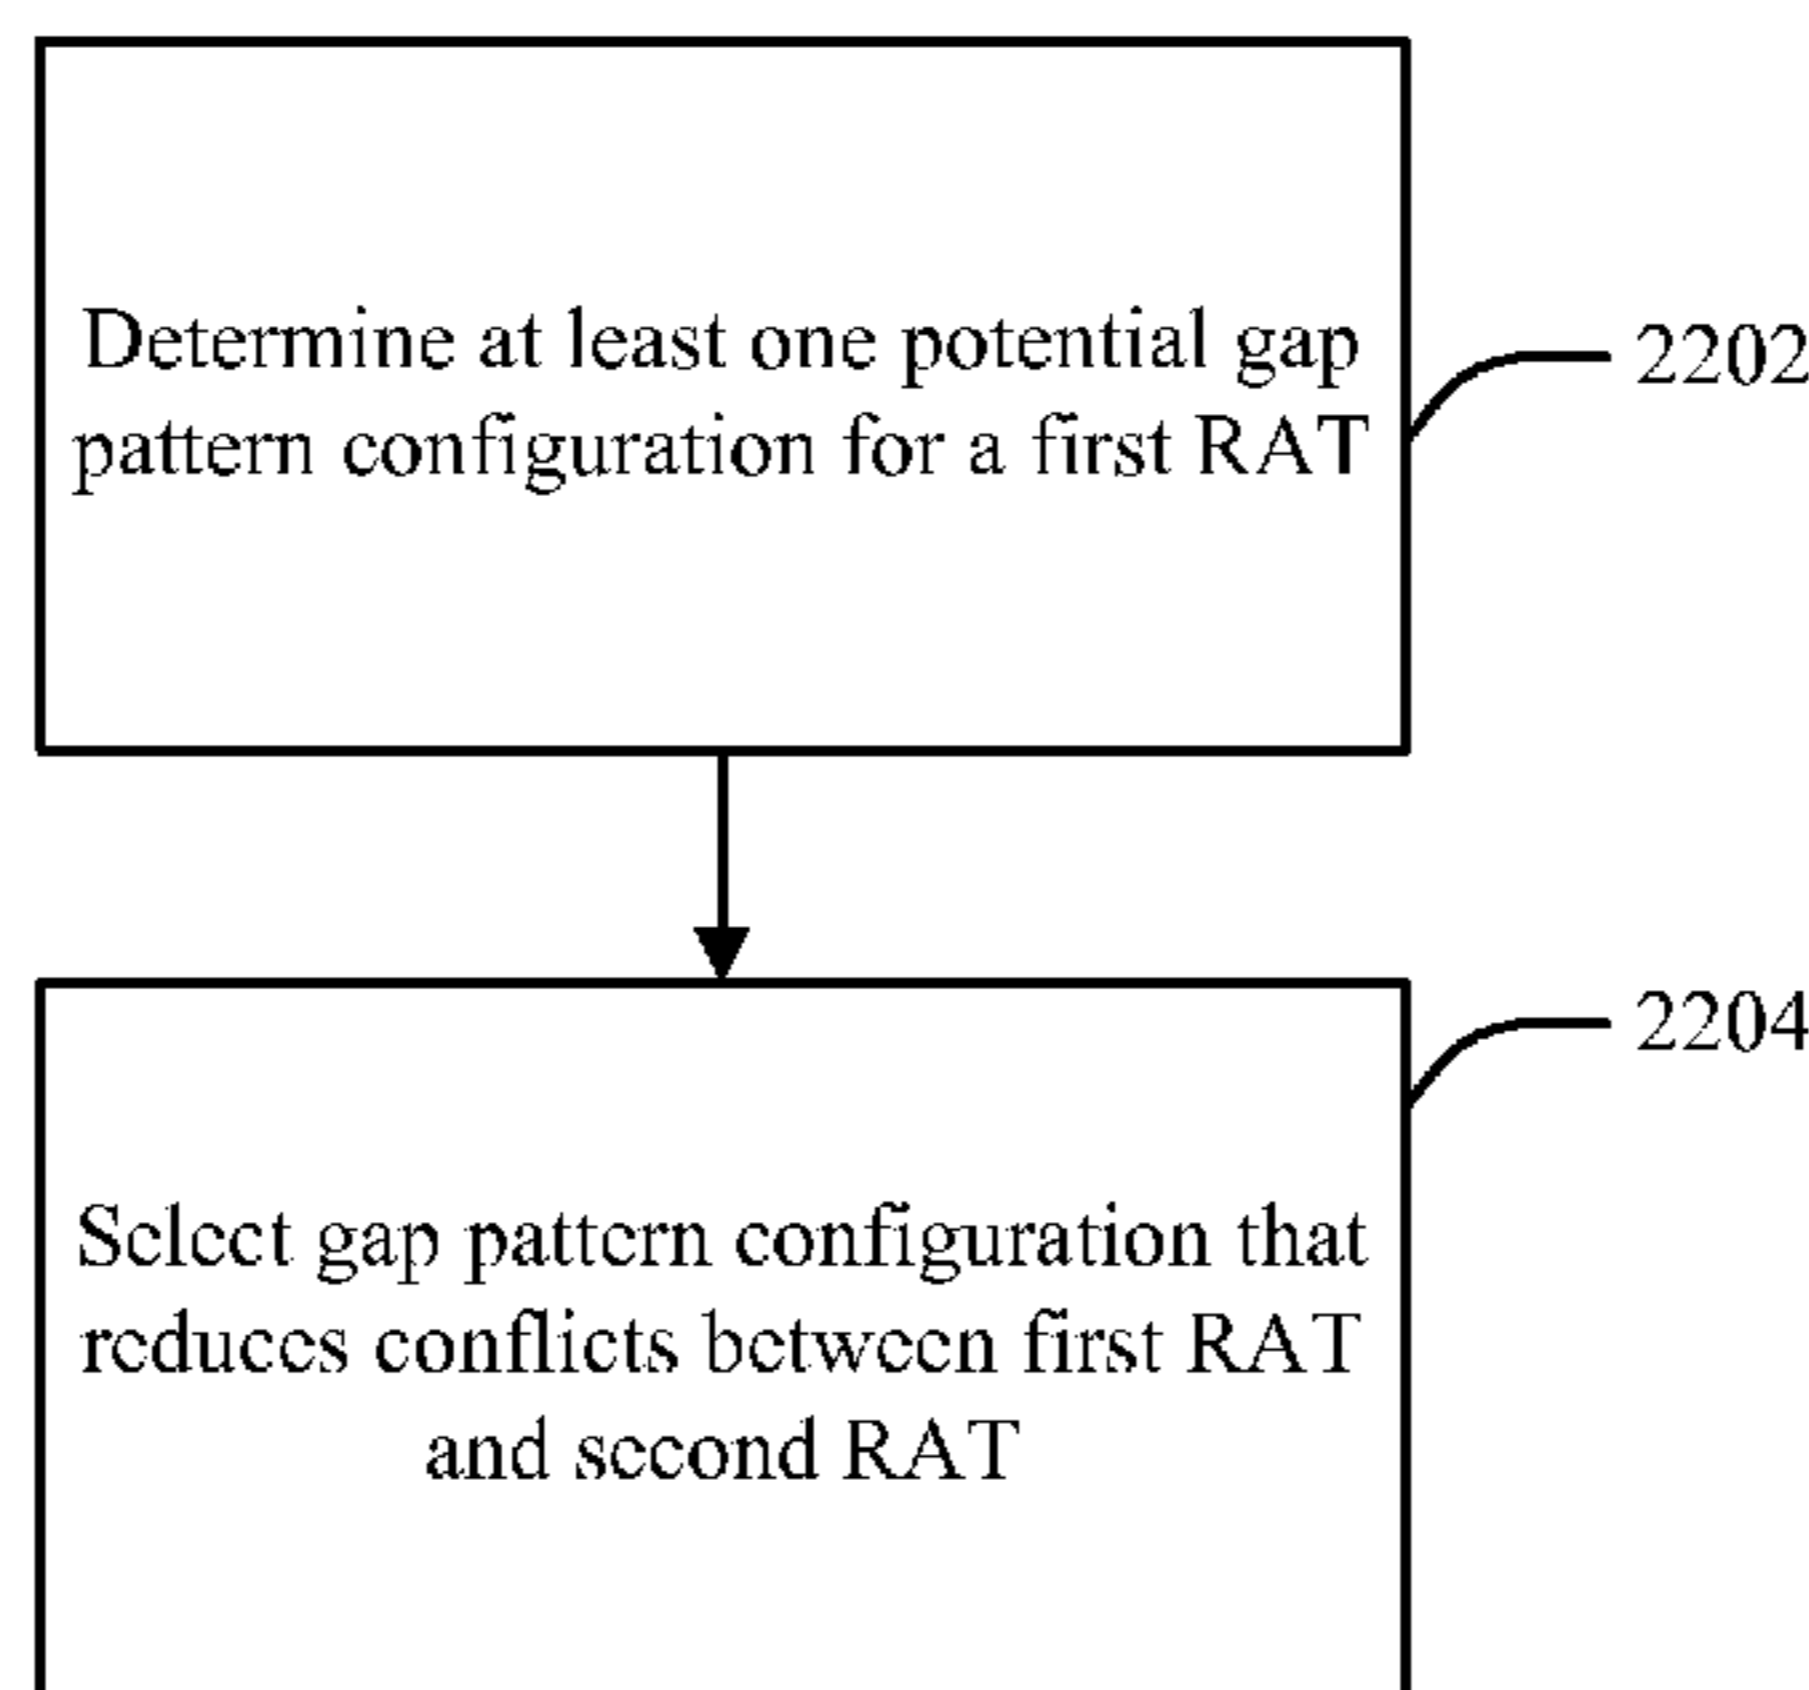 Determine at least one potential gap
pattern configuration for a first RAT
2202
2204
Select gap pattern configuration that
reduces conflicts between first RAT
and second RAT